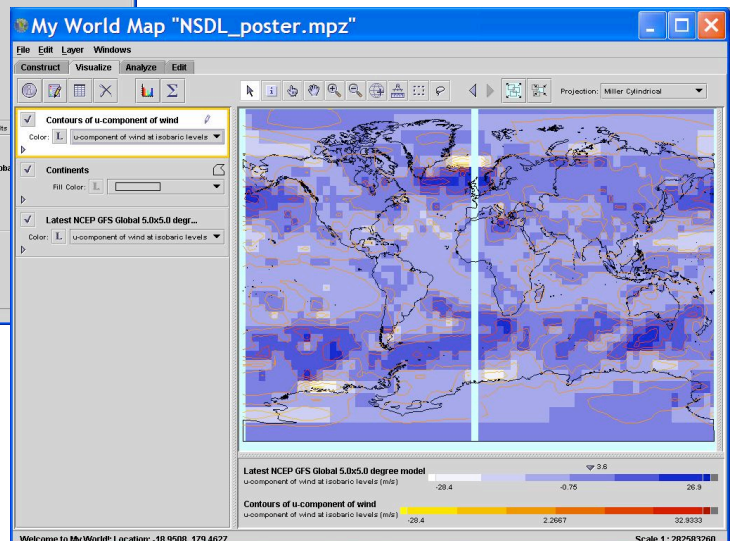 My World Map "NSDL_poster.mpz"
File Edit Layer Windows
Construct Visualize Analyze Edit
Projection: Miller Cylindrical
Contours of u-component of wind
Color: L u-component of wind at isobaric levels
Continents
Fill Color: L
Latest NCEP GFS Global 5.0x5.0 degr...
Color: L u-component of wind at isobaric levels
Latest NCEP GFS Global 5.0x5.0 degree model
u-component of wind at isobaric levels (m/s)
3.6
-28.4 -0.75 26.9
Contours of u-component of wind
u-component of wind at isobaric levels (m/s)
-28.4 2.2667 32.9333
Welcome to My World!: Location: -18.9508, 179.4627 Scale 1 : 282583260